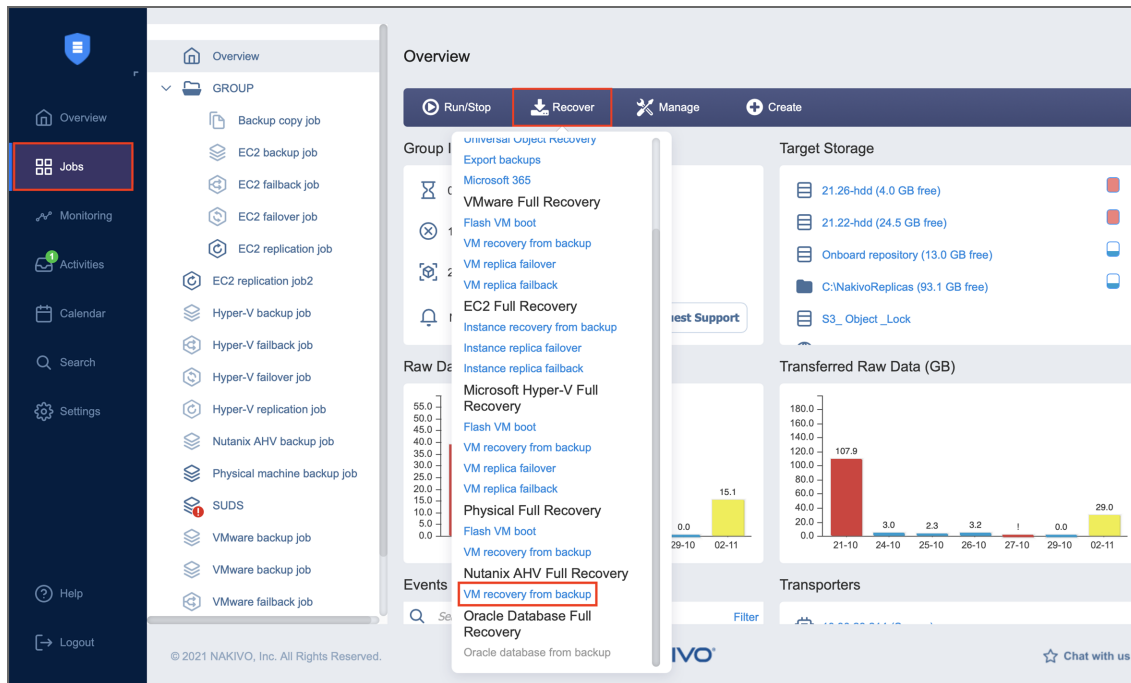 Overview
Jobs
Monitoring
1
Activities
Calendar
Search
Settings
Help
Logout
Overview
GROUP
Backup copy job
EC2 backup job
EC2 failback job
EC2 failover job
EC2 replication job
EC2 replication job2
Hyper-V backup job
Hyper-V failback job
Hyper-V failover job
Hyper-V replication job
Nutanix AHV backup job
Physical machine backup job
SUDS
VMware backup job
VMware backup job
VMware failback job
Overview
Run/Stop
Recover
Manage
Create
Group I
Universal Object Recovery
Export backups
Microsoft 365
VMware Full Recovery
Flash VM boot
VM recovery from backup
VM replica failover
VM replica failback
EC2 Full Recovery
Instance recovery from backup
Instance replica failover
Instance replica failback
Microsoft Hyper-V Full
Recovery
Flash VM boot
VM recovery from backup
VM replica failover
VM replica failback
Physical Full Recovery
Flash VM boot
VM recovery from backup
Nutanix AHV Full Recovery
VM recovery from backup
Oracle Database Full
Recovery
Oracle database from backup
est Support
Raw Da
55.0
50.0
45.0
40.0
35.0
30.0
25.0
20.0
15.0
10.0
5.0
0.0
0.0
15.1
29-10 02-11
Events
Filter
Target Storage
21.26-hdd (4.0 GB free)
21.22-hdd (24.5 GB free)
Onboard repository (13.0 GB free)
C:\NakivoReplicas (93.1 GB free)
S3_ Object _Lock
Transferred Raw Data (GB)
180.0
160.0
140.0
120.0
100.0
80.0
60.0
40.0
20.0
0.0
107.9
3.0
2.3
3.2
!
0.0
29.0
21-10 24-10 25-10 26-10 27-10 29-10 02-11
Transporters
© 2021 NAKIVO, Inc. All Rights Reserved.
IVO
Chat with us